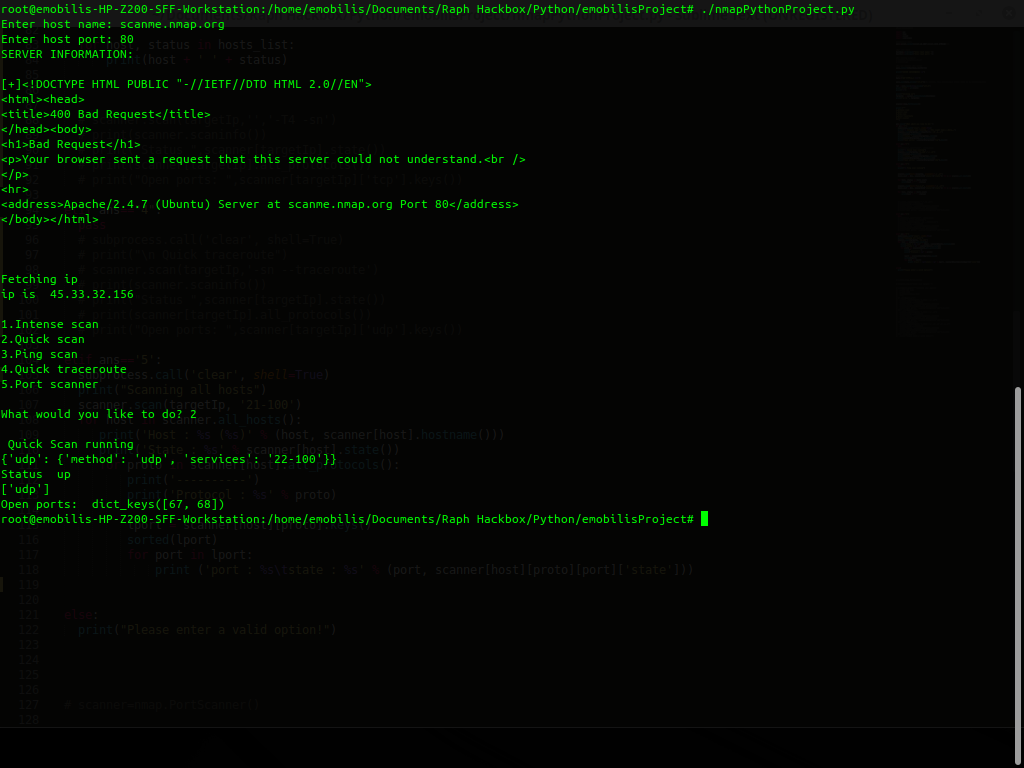 root@emobilis-HP-Z200-SFF-Workstation:/home/emobilis/Documents/Raph Hackbox/Python/emobilisProject# ./nmapPythonProject.py
Enter host name: scanme.nmap.org
Enter host port: 80
SERVER INFORMATION:
[+]<!DOCTYPE HTML PUBLIC "-//IETF//DTD HTML 2.0//EN">
<html><head>
<title>400 Bad Request</title>
</head><body>
<h1>Bad Request</h1>
<p>Your browser sent a request that this server could not understand.<br />
</p>
<hr>
<address>Apache/2.4.7 (Ubuntu) Server at scanme.nmap.org Port 80</address>
</body></html>
Fetching ip
ip is  45.33.32.156
1.Intense scan
2.Quick scan
3.Ping scan
4.Quick traceroute
5.Port scanner
What would you like to do? 2
 Quick Scan running
{'udp': {'method': 'udp', 'services': '22-100'}}
Status  up
['udp']
Open ports:  dict_keys([67, 68])
root@emobilis-HP-Z200-SFF-Workstation:/home/emobilis/Documents/Raph Hackbox/Python/emobilisProject#
116 sorted(lport)
117 for port in lport:
118 print ('port : %s\tstate : %s' % (port, scanner[host][proto][port]['state']))
119
120
121 else:
122 print("Please enter a valid option!")
123
124
125
126
127 # scanner=nmap.PortScanner()
128